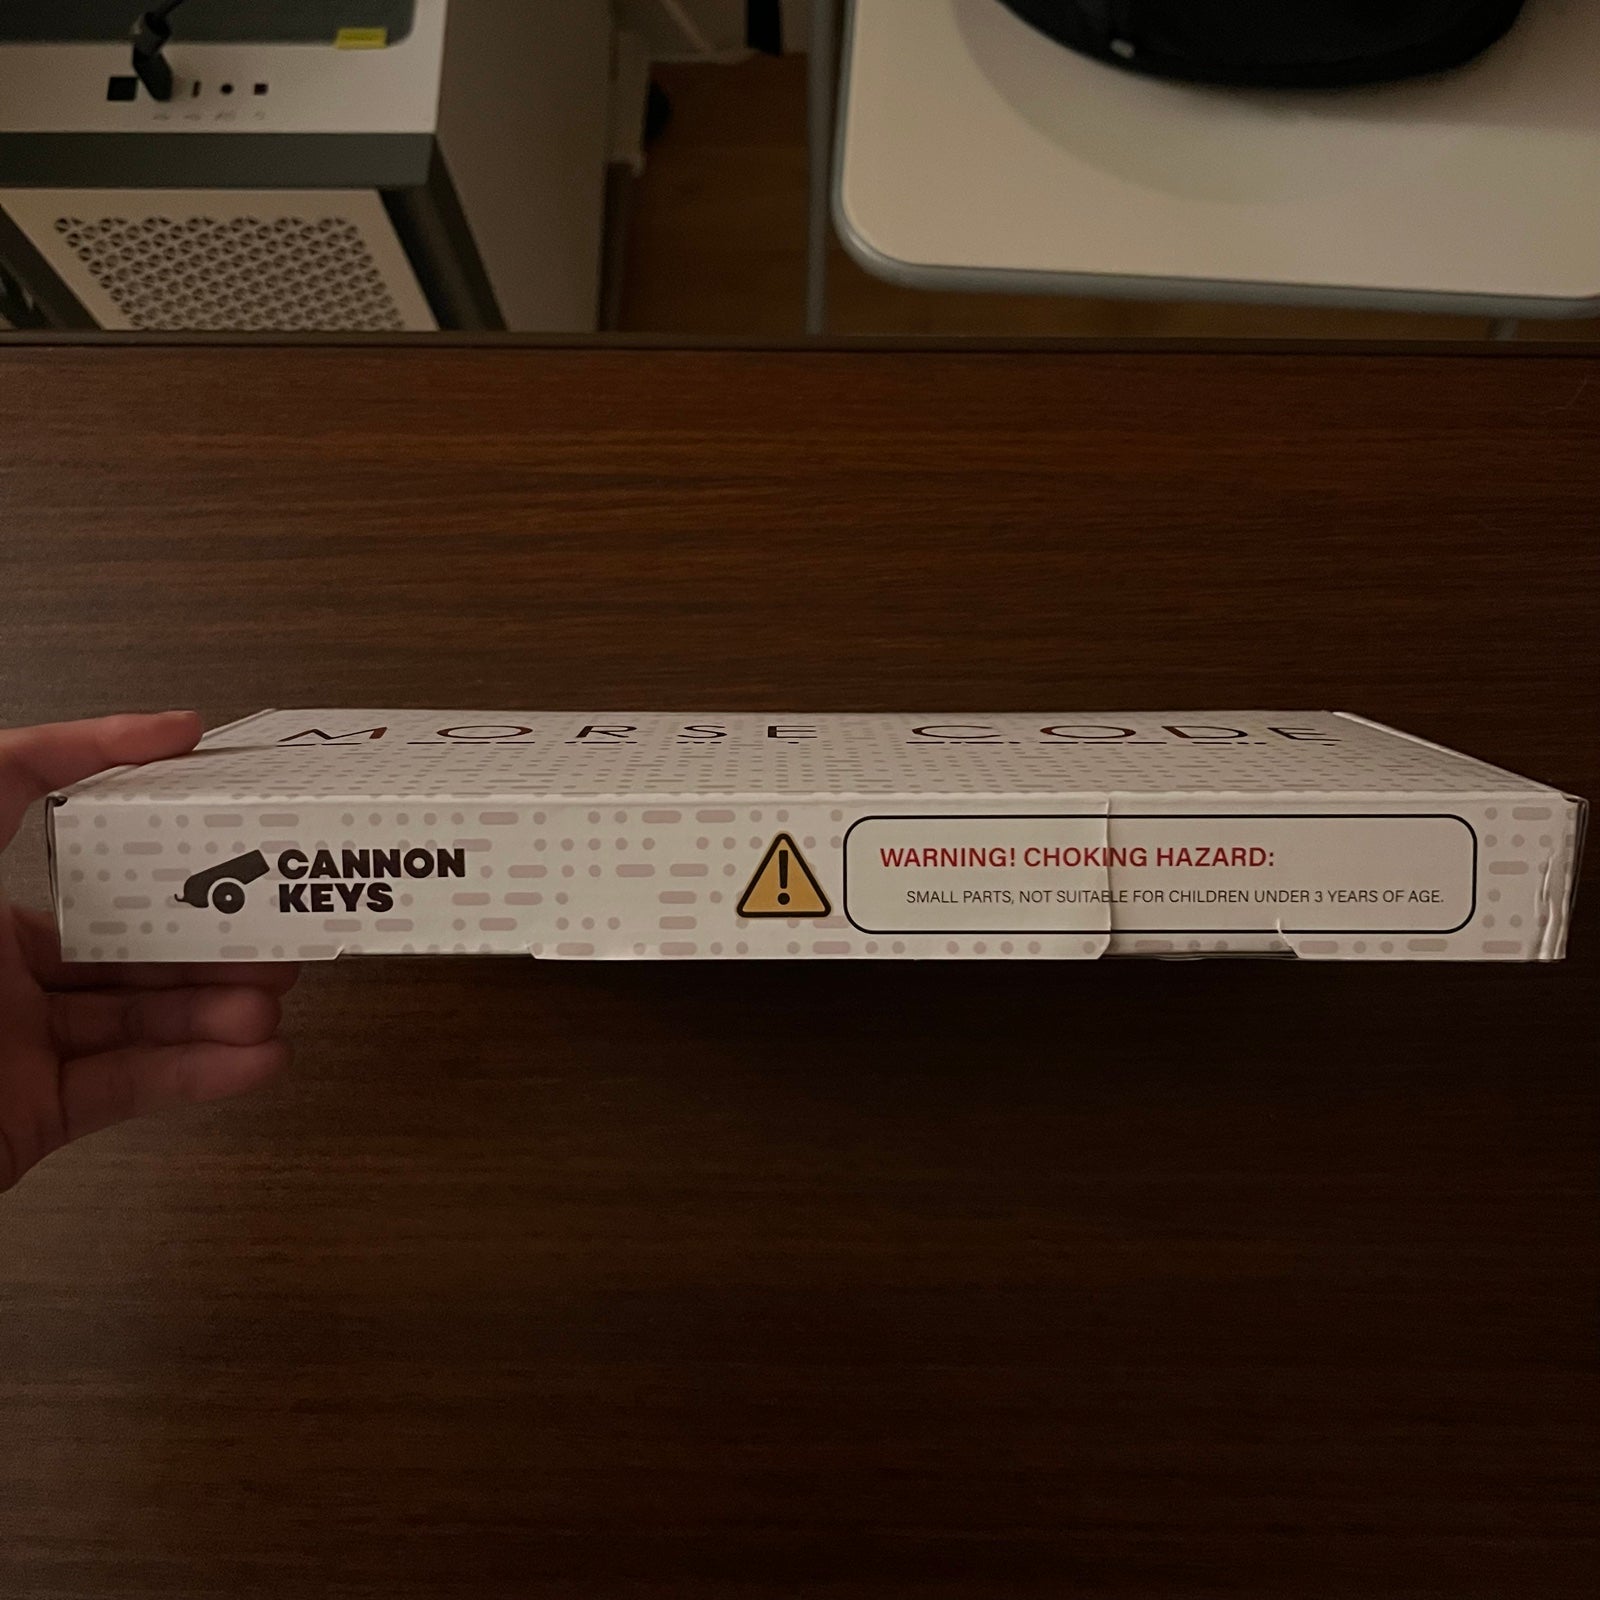 MORSE CODE
CANNON
KEYS
WARNING! CHOKING HAZARD:
SMALL PARTS, NOT SUITABLE FOR CHILDREN UNDER 3 YEARS OF AGE.